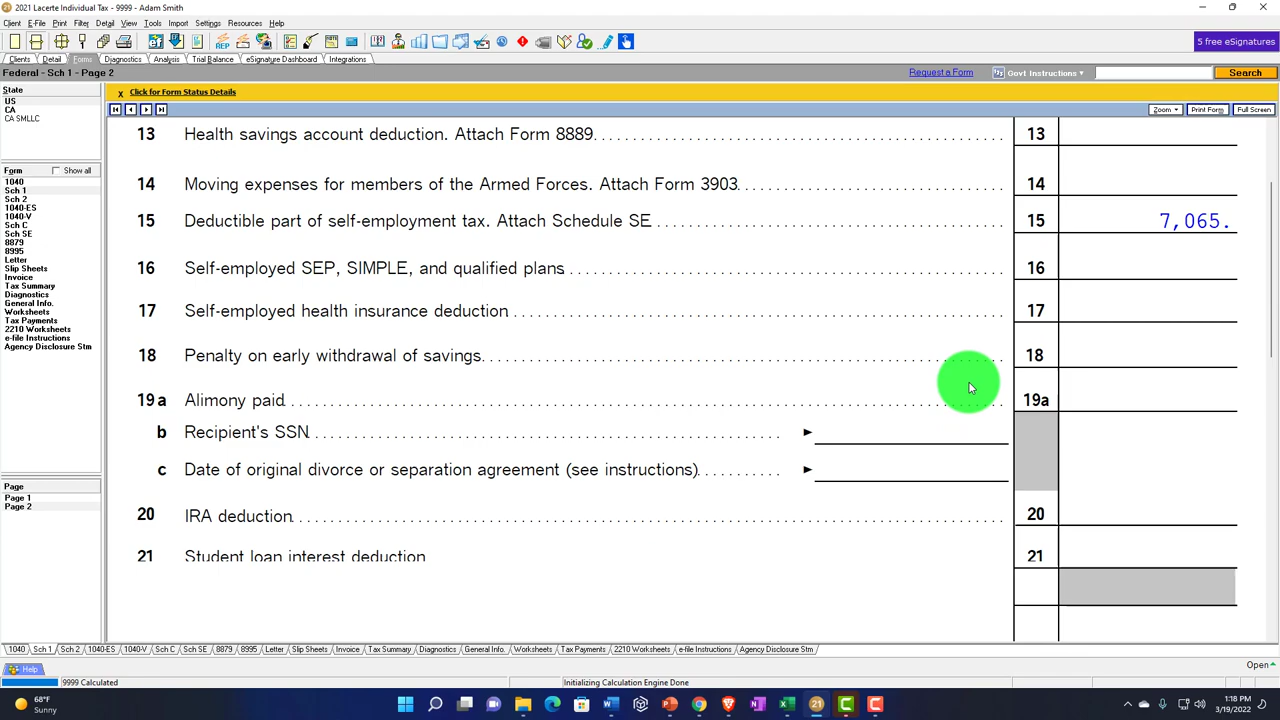 21 2021 Lacerte Individual Tax - 9999 - Adam Smith
Client E-File Print Filter Detail View Tools Import Settings Resources Help
REP
5 free eSignatures
Clients Detail Forms Diagnostics Analysis Trial Balance eSignature Dashboard Integrations
Federal - Sch 1 - Page 2
Request a Form
Govt Instructions
Search
State
US
CA
CA SMLLC
x Click for Form Status Details
Zoom Print Form Full Screen
Form Show all
1040
Sch 1
Sch 2
1040-ES
1040-V
Sch C
Sch SE
8879
8995
Letter
Slip Sheets
Invoice
Tax Summary
Diagnostics
General Info.
Worksheets
Tax Payments
2210 Worksheets
e-file Instructions
Agency Disclosure Stm
Page
Page 1
Page 2
13 Health savings account deduction. Attach Form 8889 13
14 Moving expenses for members of the Armed Forces. Attach Form 3903 14
15 Deductible part of self-employment tax. Attach Schedule SE 15 7,065.
16 Self-employed SEP, SIMPLE, and qualified plans 16
17 Self-employed health insurance deduction 17
18 Penalty on early withdrawal of savings 18
19a Alimony paid 19a
b Recipient's SSN
c Date of original divorce or separation agreement (see instructions)
20 IRA deduction 20
21 Student loan interest deduction 21
1040 Sch 1 Sch 2 1040-ES 1040-V Sch C Sch SE 8879 8995 Letter Slip Sheets Invoice Tax Summary Diagnostics General Info. Worksheets Tax Payments 2210 Worksheets e-file Instructions Agency Disclosure Stm
Help
Open
9999 Calculated
Initializing Calculation Engine Done
68°F
Sunny
21
1:18 PM
3/19/2022